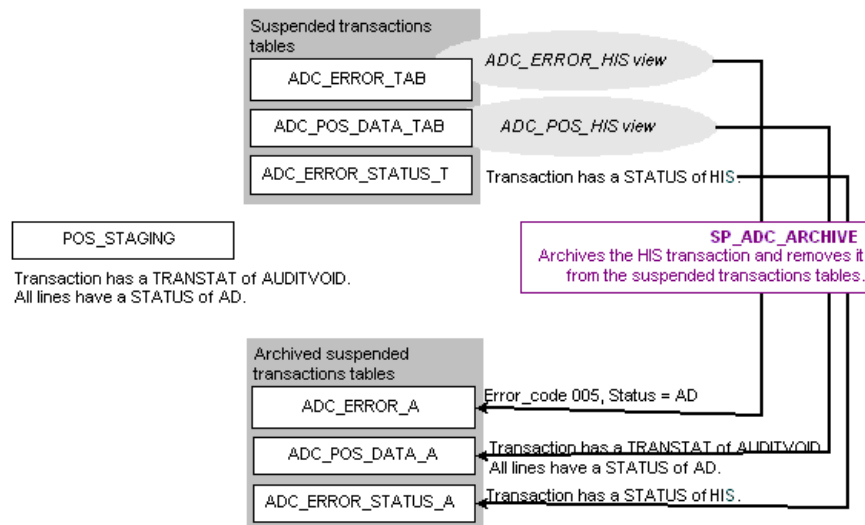 Suspended transactions
tables
ADC_ERROR_TAB
ADC_ERROR_HIS view
ADC_POS_DATA_TAB
ADC_POS_HIS view
ADC_ERROR_STATUS_T
Transaction has a STATUS of HIS.
POS_STAGING
Transaction has a TRANSTAT of AUDITVOID.
All lines have a STATUS of AD.
SP_ADC_ARCHIVE
Archives the HIS transaction and removes it
from the suspended transactions tables.
Archived suspended
transactions tables
ADC_ERROR_A
Error_code 005, Status = AD
ADC_POS_DATA_A
Transaction has a TRANSTAT of AUDITVOID
All lines have a STATUS of AD.
ADC_ERROR_STATUS_A
Transaction has a STATUS of HIS.